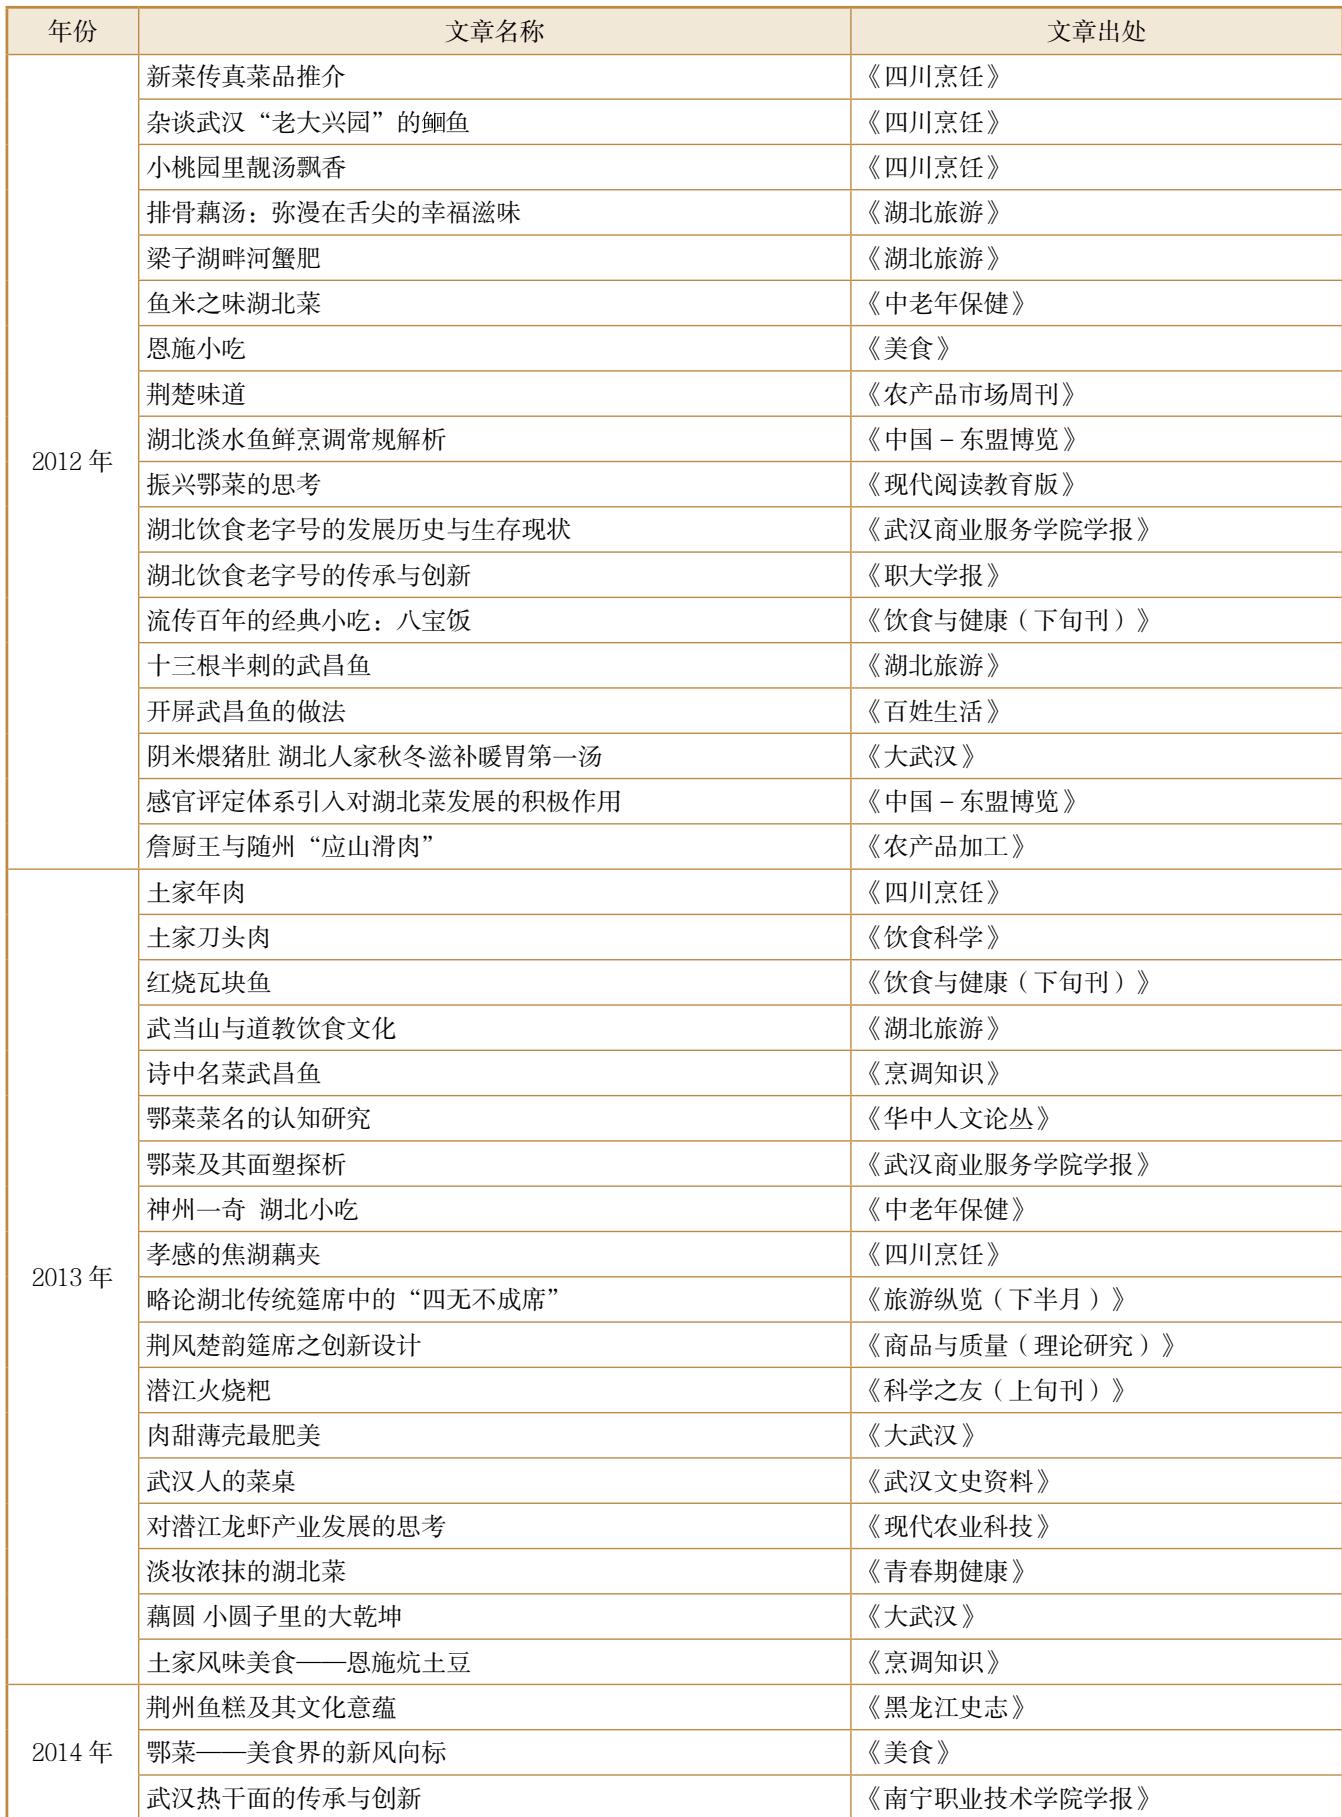 年份 文章名称 文章出处
新菜传真菜品推介 《四川烹饪》
杂谈武汉“老大兴园”的鮰鱼 《四川烹饪》
小桃园里靓汤飘香 《四川烹饪》
排骨藕汤：弥漫在舌尖的幸福滋味 《湖北旅游》
梁子湖畔河蟹肥 《湖北旅游》
鱼米之味湖北菜 《中老年保健》
恩施小吃 《美食》
荆楚味道 《农产品市场周刊》
湖北淡水鱼鲜烹调常规解析 《中国–东盟博览》
2012 年
振兴鄂菜的思考 《现代阅读教育版》
湖北饮食老字号的发展历史与生存现状 《武汉商业服务学院学报》
湖北饮食老字号的传承与创新 《职大学报》
流传百年的经典小吃：八宝饭 《饮食与健康（下旬刊）》
十三根半刺的武昌鱼 《湖北旅游》
开屏武昌鱼的做法 《百姓生活》
阴米煨猪肚 湖北人家秋冬滋补暖胃第一汤 《大武汉》
感官评定体系引入对湖北菜发展的积极作用 《中国–东盟博览》
詹厨王与随州“应山滑肉” 《农产品加工》
土家年肉 《四川烹饪》
土家刀头肉 《饮食科学》
红烧瓦块鱼 《饮食与健康（下旬刊）》
武当山与道教饮食文化 《湖北旅游》
诗中名菜武昌鱼 《烹调知识》
鄂菜菜名的认知研究 《华中人文论丛》
鄂菜及其面塑探析 《武汉商业服务学院学报》
神州一奇 湖北小吃 《中老年保健》
孝感的焦湖藕夹 《四川烹饪》
2013 年
略论湖北传统筵席中的“四无不成席” 《旅游纵览（下半月）》
荆风楚韵筵席之创新设计 《商品与质量（理论研究）》
潜江火烧粑 《科学之友（上旬刊）》
肉甜薄壳最肥美 《大武汉》
武汉人的菜桌 《武汉文史资料》
对潜江龙虾产业发展的思考 《现代农业科技》
淡妆浓抹的湖北菜 《青春期健康》
藕圆 小圆子里的大乾坤 《大武汉》
土家风味美食——恩施炕土豆 《烹调知识》
荆州鱼糕及其文化意蕴 《黑龙江史志》
2014 年 鄂菜——美食界的新风向标 《美食》
武汉热干面的传承与创新 《南宁职业技术学院学报》